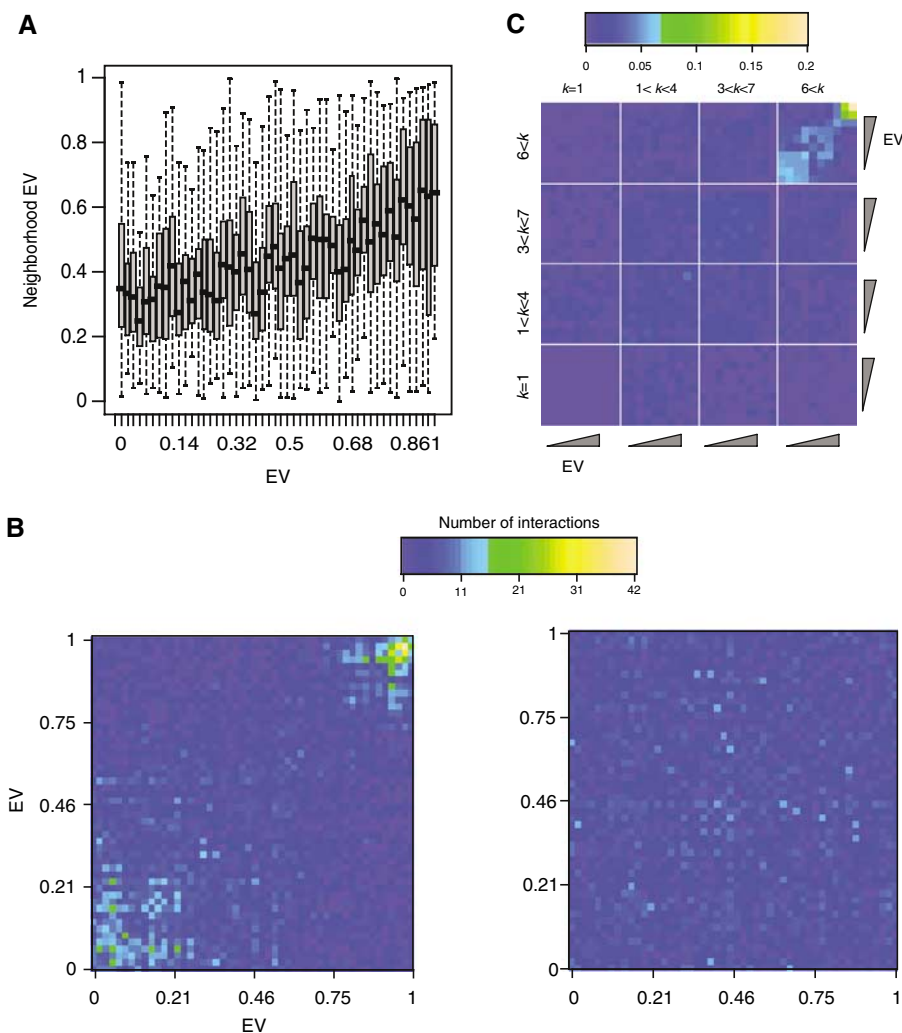 A
1
0.8
0.6
0.4
0.2
0
Neighborhood EV
0 0.14 0.32 0.5 0.68 0.861
EV
C
0 0.05 0.1 0.15 0.2
k=1 1< k<4 3<k<7 6<k
6<k
3<k<7
1<k<4
k=1
EV
EV
B
Number of interactions
0 11 21 31 42
1
0.75
0.46
0.21
0
EV
0 0.21 0.46 0.75 1
EV
1
0.75
0.46
0.21
0
0 0.21 0.46 0.75 1